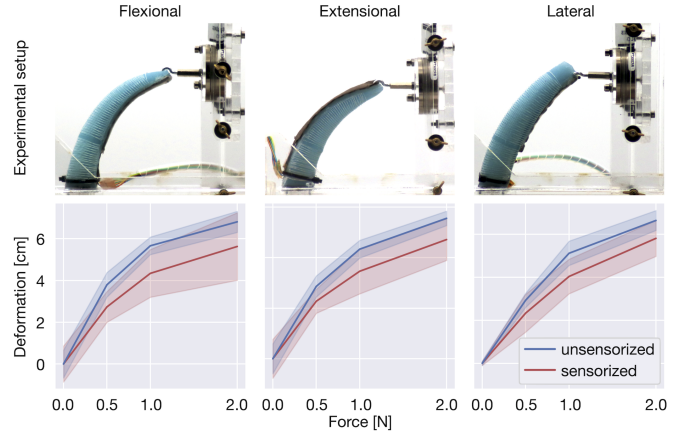 Flexional Extensional Lateral
Experimental setup
Deformation [cm]
6
4
2
0
unsensorized
sensorized
0.0 0.5 1.0 2.0 0.0 0.5 1.0 2.0 0.0 0.5 1.0 2.0
Force [N]